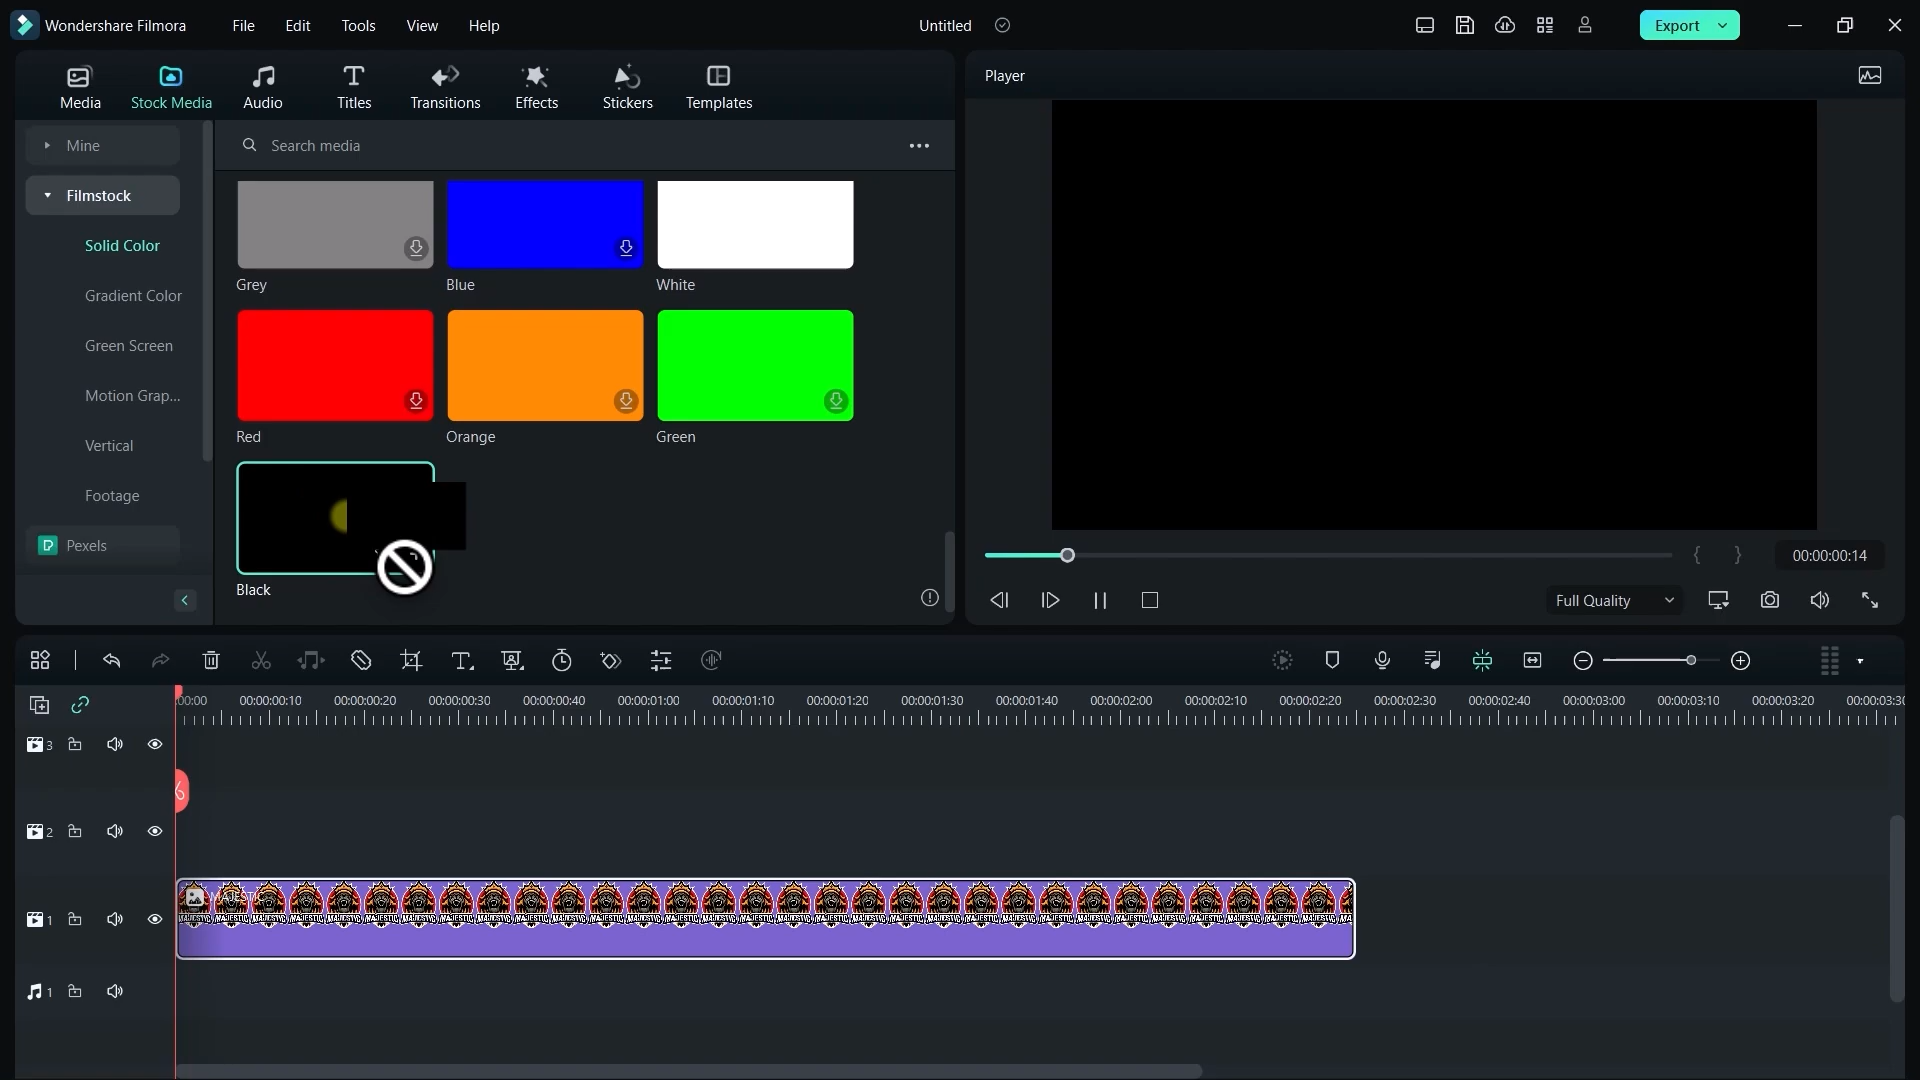 Wondershare Filmora
File
Edit
Tools
View
Help
Untitled
Export
Media
Stock Media
Audio
Titles
Transitions
Effects
Stickers
Templates
Player
Mine
Search media
Filmstock
Solid Color
Gradient Color
Green Screen
Motion Grap...
Vertical
Footage
Pexels
Grey
Blue
White
Red
Orange
Green
Black
{ }
00:00:00:14
Full Quality
:00:00
00:00:00:10
00:00:00:20
00:00:00:30
00:00:00:40
00:00:01:00
00:00:01:10
00:00:01:20
00:00:01:30
00:00:01:40
00:00:02:00
00:00:02:10
00:00:02:20
00:00:02:30
00:00:02:40
00:00:03:00
00:00:03:10
00:00:03:20
00:00:03:30
3
2
1
MAJESTIC
1